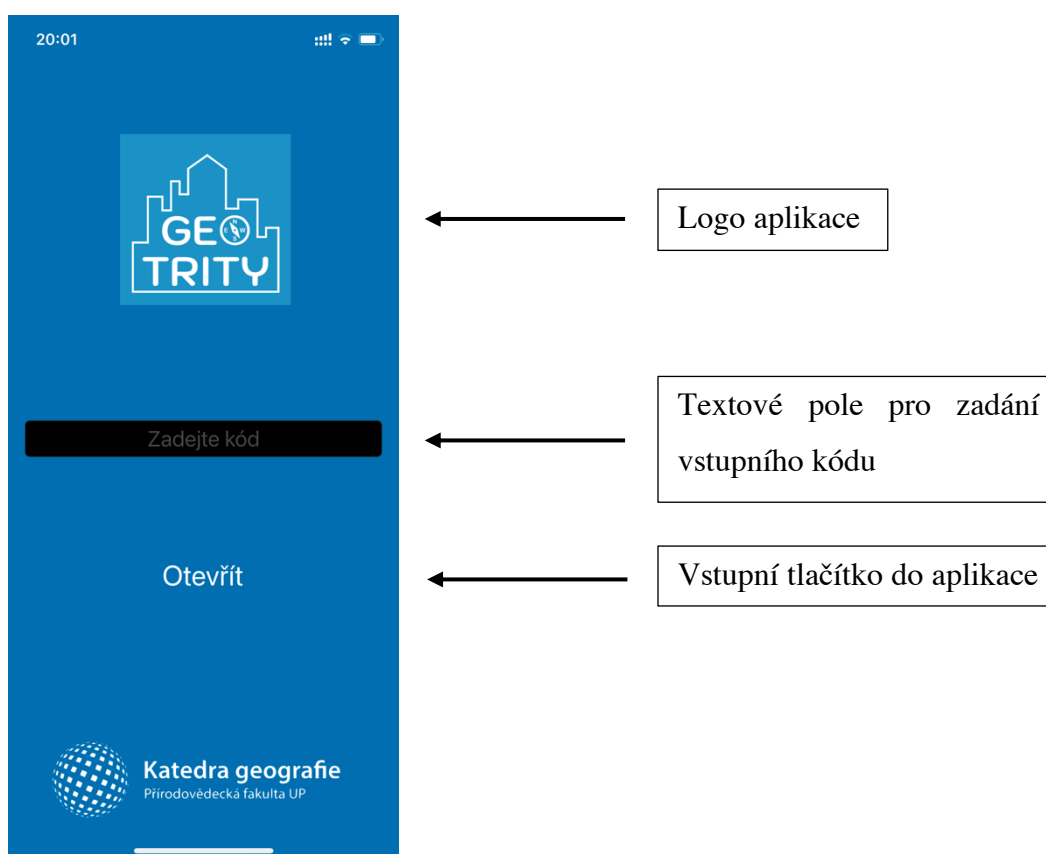 20:01
GEO
TRITY
Logo aplikace
Zadejte kód
Textové pole pro zadání
vstupního kódu
Otevřít
Vstupní tlačítko do aplikace
Katedra geografie
Přírodovědecká fakulta UP